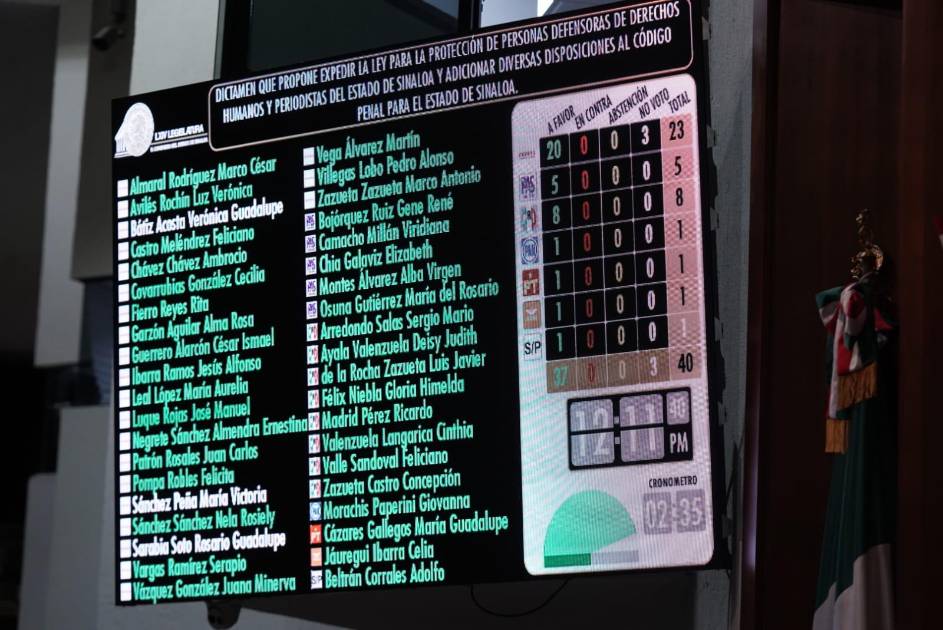 DICTAMEN QUE PROPONE EXPEDIR LA LEY PARA LA PROTECCIÓN DE PERSONAS DEFENSORAS DE DERECHOS
HUMANOS Y PERIODISTAS DEL ESTADO DE SINALOA Y ADICIONAR DIVERSAS DISPOSICIONES AL CÓDIGO
PENAL PARA EL ESTADO DE SINALOA.
LXIV LEGISLATURA
Almaral Rodríguez Marco César
Avilés Rochín Luz Verónica
Bátiz Acosta Verónica Guadalupe
Castro Meléndrez Feliciano
Chávez Chávez Ambrocio
Covarrubias González Cecilia
Fierro Reyes Rita
Garzón Aguilar Alma Rosa
Guerrero Alarcón César Ismael
Ibarra Ramos Jesús Alfonso
Leal López María Aurelia
Luque Rojas José Manuel
Negrete Sánchez Almendra Ernestina
Patrón Rosales Juan Carlos
Pompa Robles Felicita
Sánchez Peña María Victoria
Sánchez Sánchez Nela Rosiely
Sarabia Soto Rosario Guadalupe
Vargas Ramírez Serapio
Vázquez González Juana Minerva
Vega Álvarez Martín
Villegas Lobo Pedro Alonso
Zazueta Zazueta Marco Antonio
Bojórquez Ruiz Gene René
Camacho Millán Viridiana
Chia Galaviz Elizabeth
Montes Álvarez Alba Virgen
Osuna Gutiérrez María del Rosario
Arredondo Salas Sergio Mario
Ayala Valenzuela Deisy Judith
de la Rocha Zazueta Luis Javier
Félix Niebla Gloria Himelda
Madrid Pérez Ricardo
Valenzuela Langarica Cinthia
Valle Sandoval Feliciano
Zazueta Castro Concepción
Morachis Paperini Giovanna
PT Cázares Gallegos María Guadalupe
Jáuregui Ibarra Celia
S/P Beltrán Corrales Adolfo
A FAVOR EN CONTRA ABSTENCIÓN NO VOTO TOTAL
20 0 0 3 23
5 0 0 0 5
8 0 0 0 8
PAN 1 0 0 0 1
PT 1 0 0 0 1
1 0 0 0 1
S/P 1 0 0 0 1
37 0 0 3 40
12:11 40
PM
CRONOMETRO
02:35